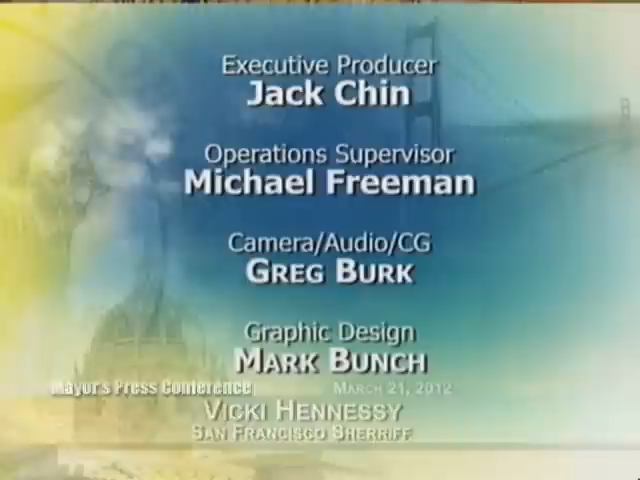 Executive Producer
Jack Chin
Operations Supervisor
Michael Freeman
Camera/Audio/CG
GREG BURK
Graphic Design
MARK BUNCH
Mayor's Press Conference MARCH 21, 2012
VICKI HENNESSY
SAN FRANCISCO SHERRIFF